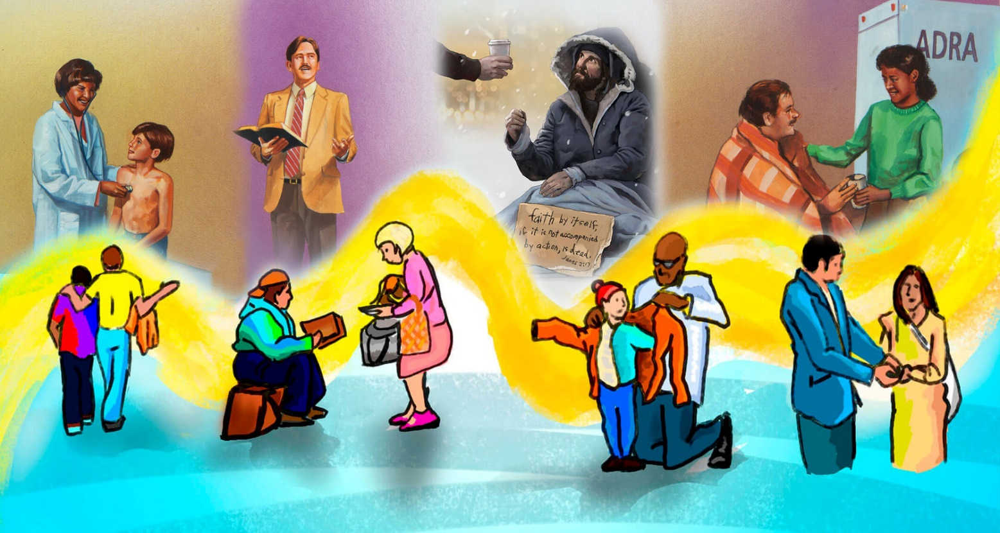 ADRA
faith by itself,
if it is not accompanied
by action, is dead.
James 2:17